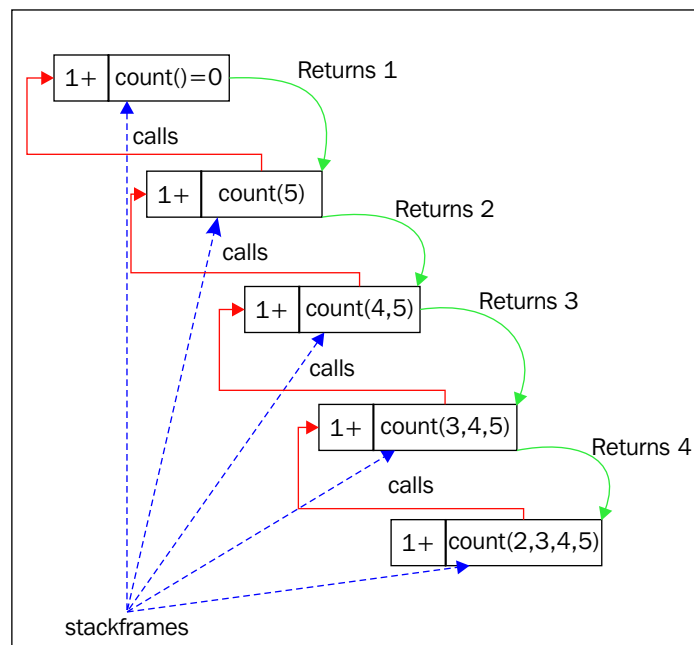 1+ count()=0 Returns 1
calls
1+ count(5) Returns 2
calls
1+ count(4,5) Returns 3
calls
1+ count(3,4,5) Returns 4
calls
1+ count(2,3,4,5)
stackframes